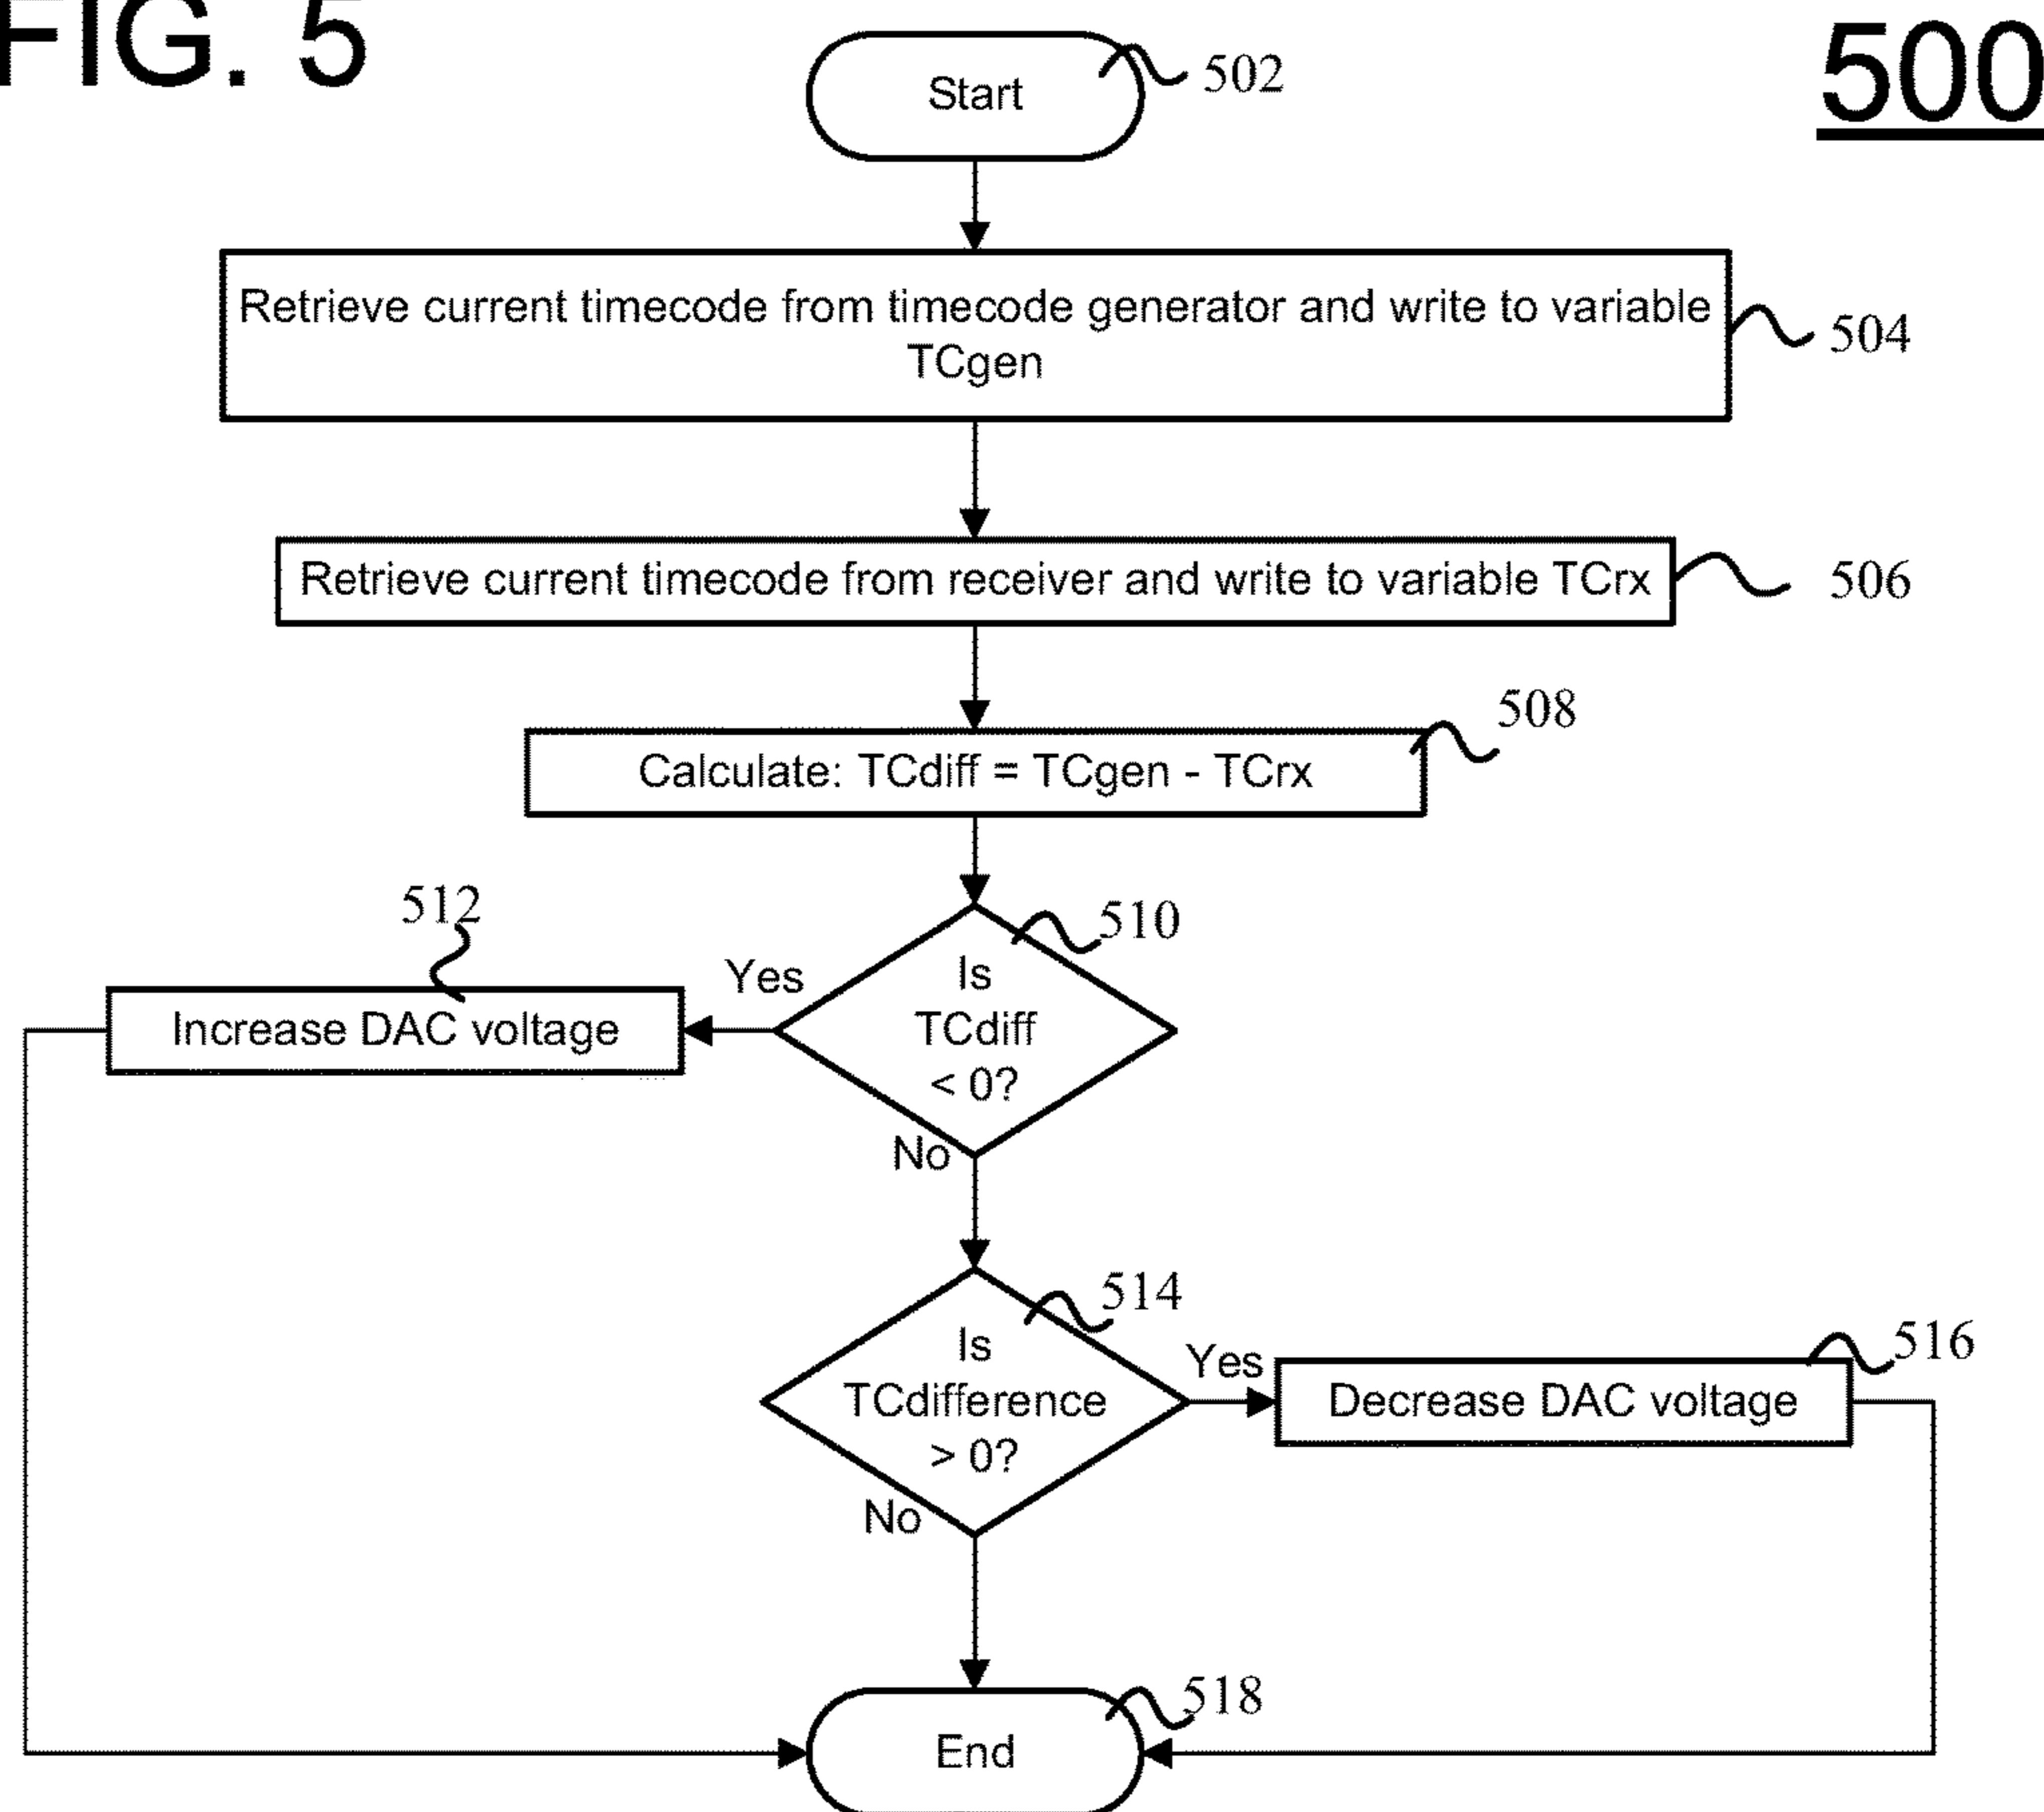 FIG. 5
500
Start
502
Retrieve current timecode from timecode generator and write to variable
TCgen
504
Retrieve current timecode from receiver and write to variable TCrx
506
508
Calculate: TCdiff = TCgen - TCrx
512
510
Increase DAC voltage
Yes
Is
TCdiff
< 0?
No
514
Is
TCdifference
> 0?
Yes
516
Decrease DAC voltage
No
518
End